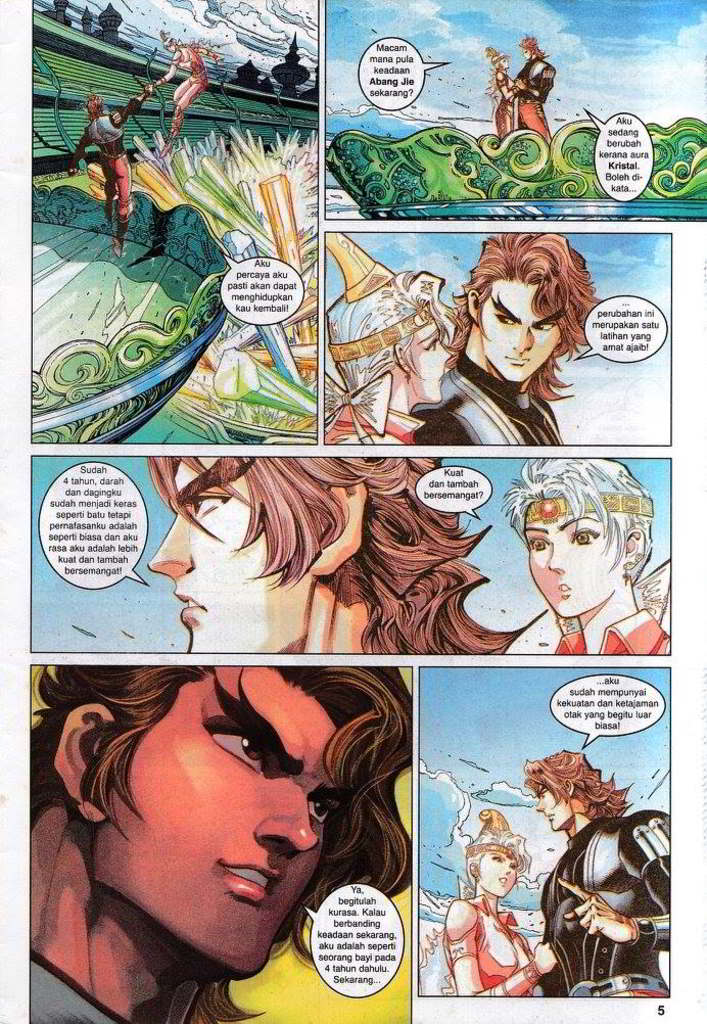 Aku
percaya aku
pasti akan dapat
menghidupkan
kau kembali!
Macam
mana pula
keadaan
Abang Jie
sekarang?
Aku
sedang
berubah
kerana aura
Kristal.
Boleh di-
kata...
...
perubahan ini
merupakan satu
latihan yang
amat ajaib!
Sudah
4 tahun, darah
dan dagingku
sudah menjadi keras
seperti batu tetapi
pernafasanku adalah
seperti biasa dan aku
rasa aku adalah lebih
kuat dan tambah
bersemangat!
Kuat
dan tambah
bersemangat?
Ya,
begitulah
kurasa. Kalau
berbanding
keadaan sekarang,
aku adalah seperti
seorang bayi pada
4 tahun dahulu.
Sekarang...
...aku
sudah mempunyai
kekuatan dan ketajaman
otak yang begitu luar
biasa!
5